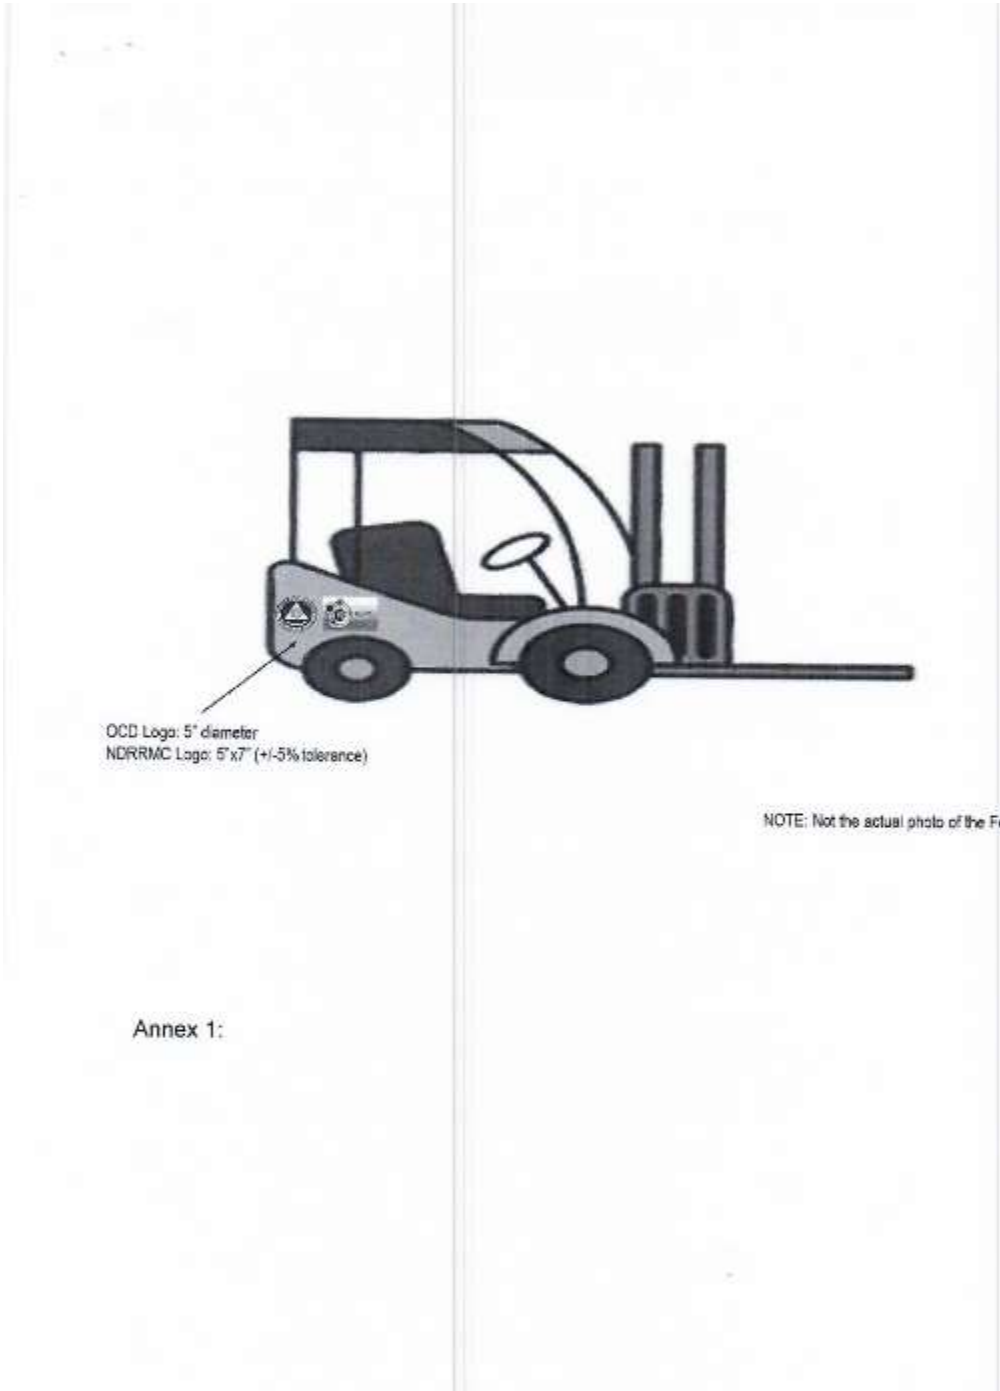 OCD Logo: 5" diameter
NDRRMC Logo: 5"x7" (+/-5% tolerance)
NOTE: Not the actual photo of the
Annex 1: